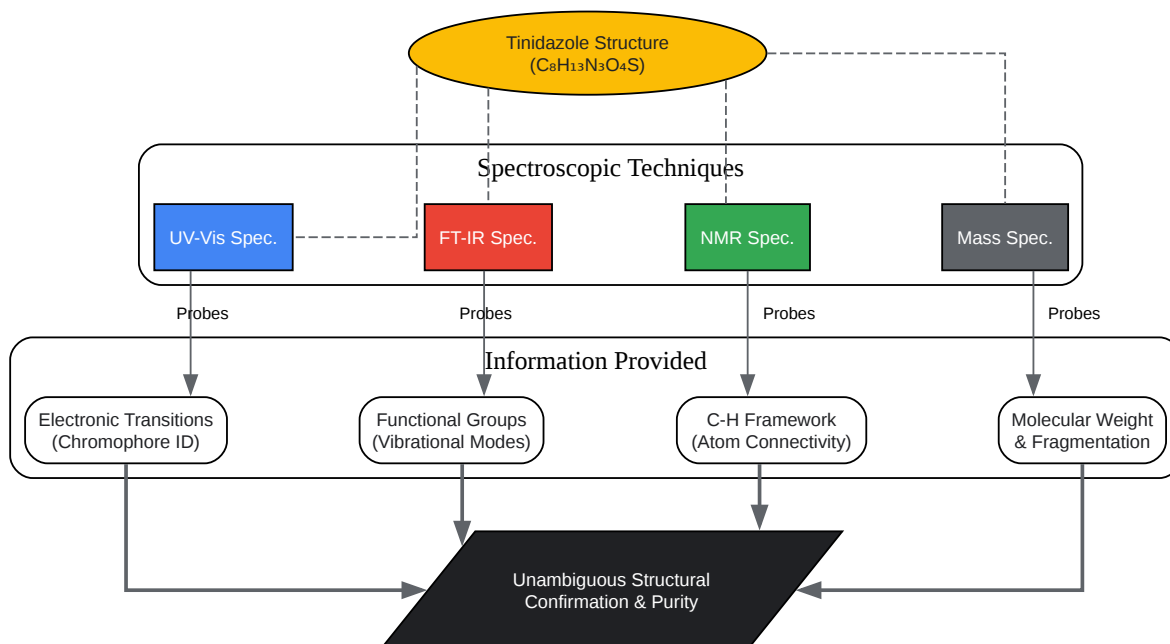 Tinidazole Structure
(C₈H₁₃N₃O₄S)
Spectroscopic Techniques
UV-Vis Spec.
FT-IR Spec.
NMR Spec.
Mass Spec.
Probes
Probes
Probes
Probes
Information Provided
Electronic Transitions
(Chromophore ID)
Functional Groups
(Vibrational Modes)
C-H Framework
(Atom Connectivity)
Molecular Weight
& Fragmentation
Unambiguous Structural
Confirmation & Purity